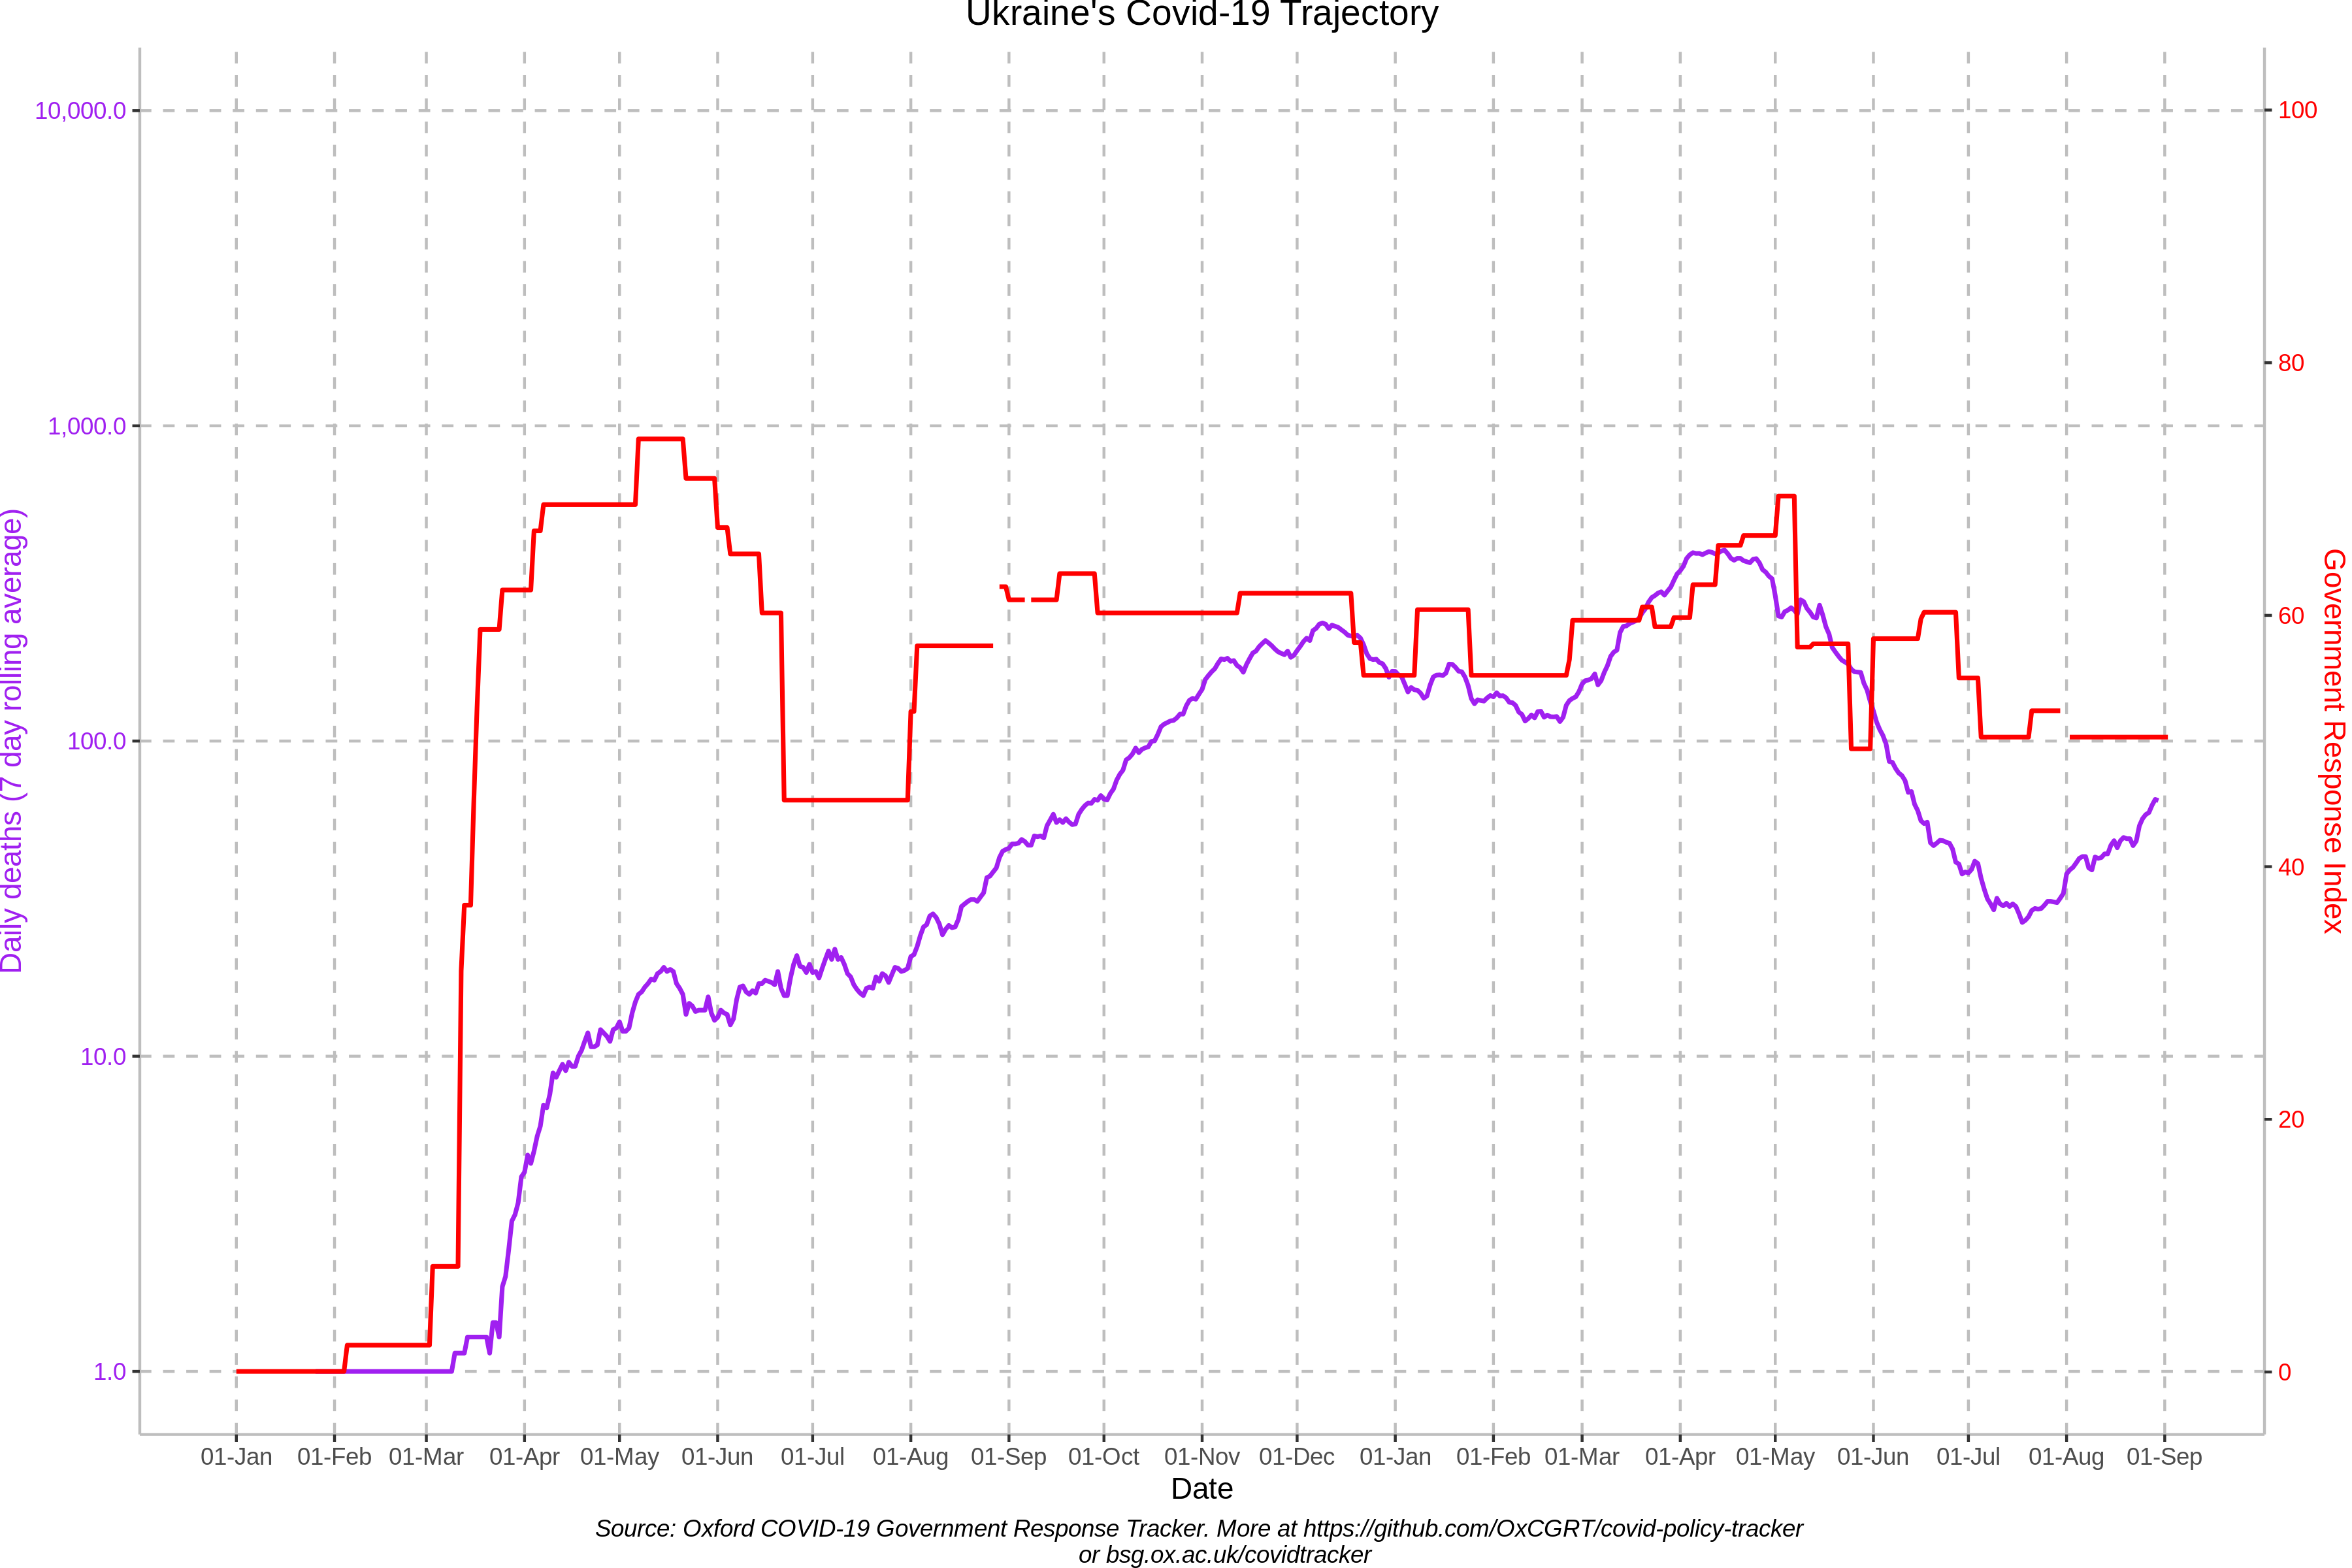 Ukraine's Covid-19 Trajectory
10,000.0
1,000.0
100.0
10.0
1.0
Daily deaths (7 day rolling average)
100
80
60
40
20
0
Government Response Index
01-Jan 01-Feb 01-Mar 01-Apr 01-May 01-Jun 01-Jul 01-Aug 01-Sep 01-Oct 01-Nov 01-Dec 01-Jan 01-Feb 01-Mar 01-Apr 01-May 01-Jun 01-Jul 01-Aug 01-Sep
Date
Source: Oxford COVID-19 Government Response Tracker. More at https://github.com/OxCGRT/covid-policy-tracker
or bsg.ox.ac.uk/covidtracker